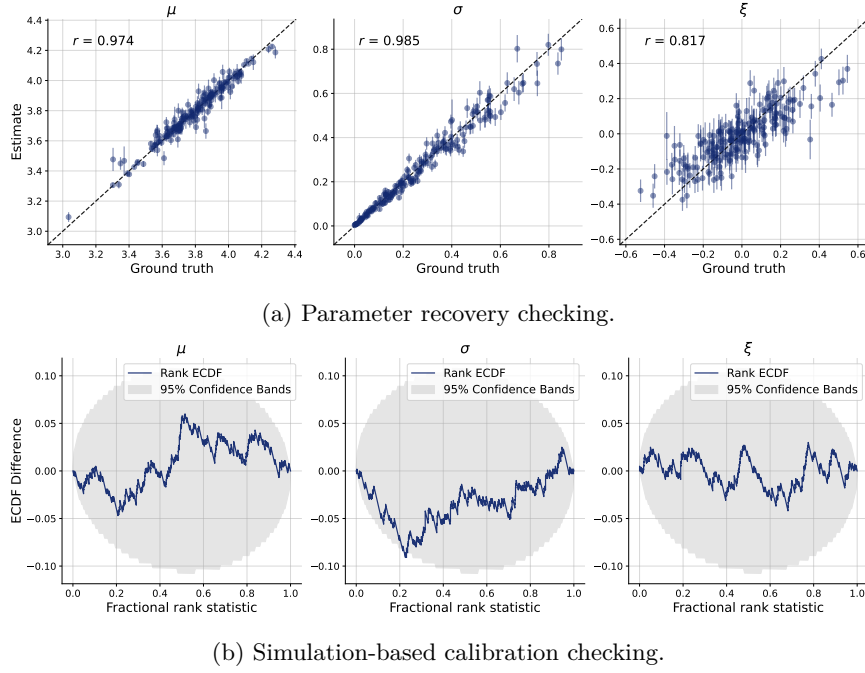 μ
σ
ξ
r = 0.974
r = 0.985
r = 0.817
Estimate
4.4
4.2
4.0
3.8
3.6
3.4
3.2
3.0
3.0 3.2 3.4 3.6 3.8 4.0 4.2 4.4
Ground truth
0.8
0.6
0.4
0.2
0.0
0.0 0.2 0.4 0.6 0.8
Ground truth
0.6
0.4
0.2
0.0
−0.2
−0.4
−0.6
−0.6 −0.4 −0.2 0.0 0.2 0.4 0.6
Ground truth
(a) Parameter recovery checking.
μ
σ
ξ
ECDF Difference
0.10
0.05
0.00
−0.05
−0.10
Rank ECDF
95% Confidence Bands
0.0 0.2 0.4 0.6 0.8 1.0
Fractional rank statistic
0.10
0.05
0.00
−0.05
−0.10
Rank ECDF
95% Confidence Bands
0.0 0.2 0.4 0.6 0.8 1.0
Fractional rank statistic
0.10
0.05
0.00
−0.05
−0.10
Rank ECDF
95% Confidence Bands
0.0 0.2 0.4 0.6 0.8 1.0
Fractional rank statistic
(b) Simulation-based calibration checking.